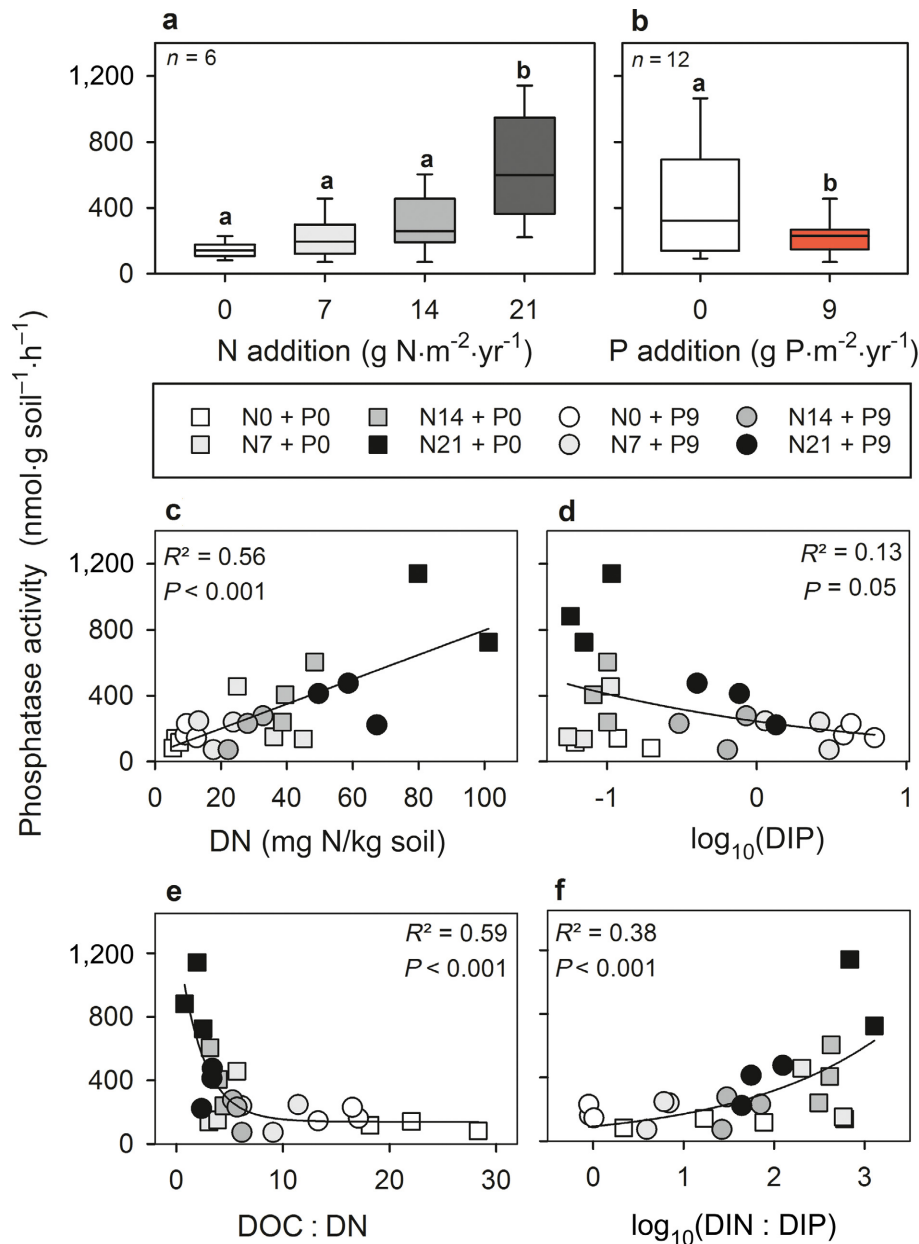 a
b
n = 6
n = 12
1,200
800
400
0
a
a
a
b
a
b
0
7
14
21
0
9
N addition (g N·m⁻²·yr⁻¹)
P addition (g P·m⁻²·yr⁻¹)
Phosphatase activity (nmol·g soil⁻¹·h⁻¹)
N0 + P0
N14 + P0
N0 + P9
N14 + P9
N7 + P0
N21 + P0
N7 + P9
N21 + P9
c
d
R² = 0.56
P < 0.001
R² = 0.13
P = 0.05
1,200
800
400
0
0
20
40
60
80
100
-1
0
1
DN (mg N/kg soil)
log₁₀(DIP)
e
f
R² = 0.59
P < 0.001
R² = 0.38
P < 0.001
1,200
800
400
0
0
10
20
30
0
1
2
3
DOC : DN
log₁₀(DIN : DIP)